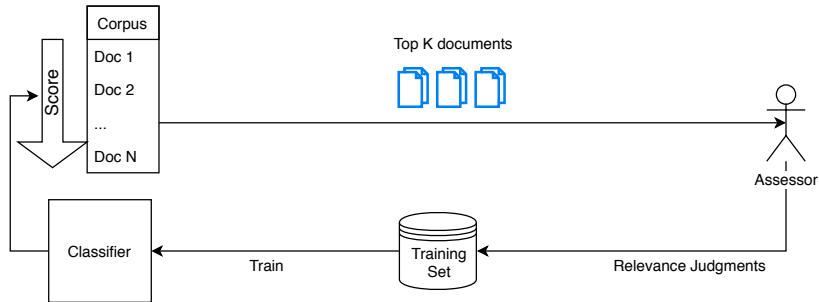 Corpus
Doc 1
Doc 2
...
Doc N
Score
Top K documents
Assessor
Classifier
Train
Training
Set
Relevance Judgments